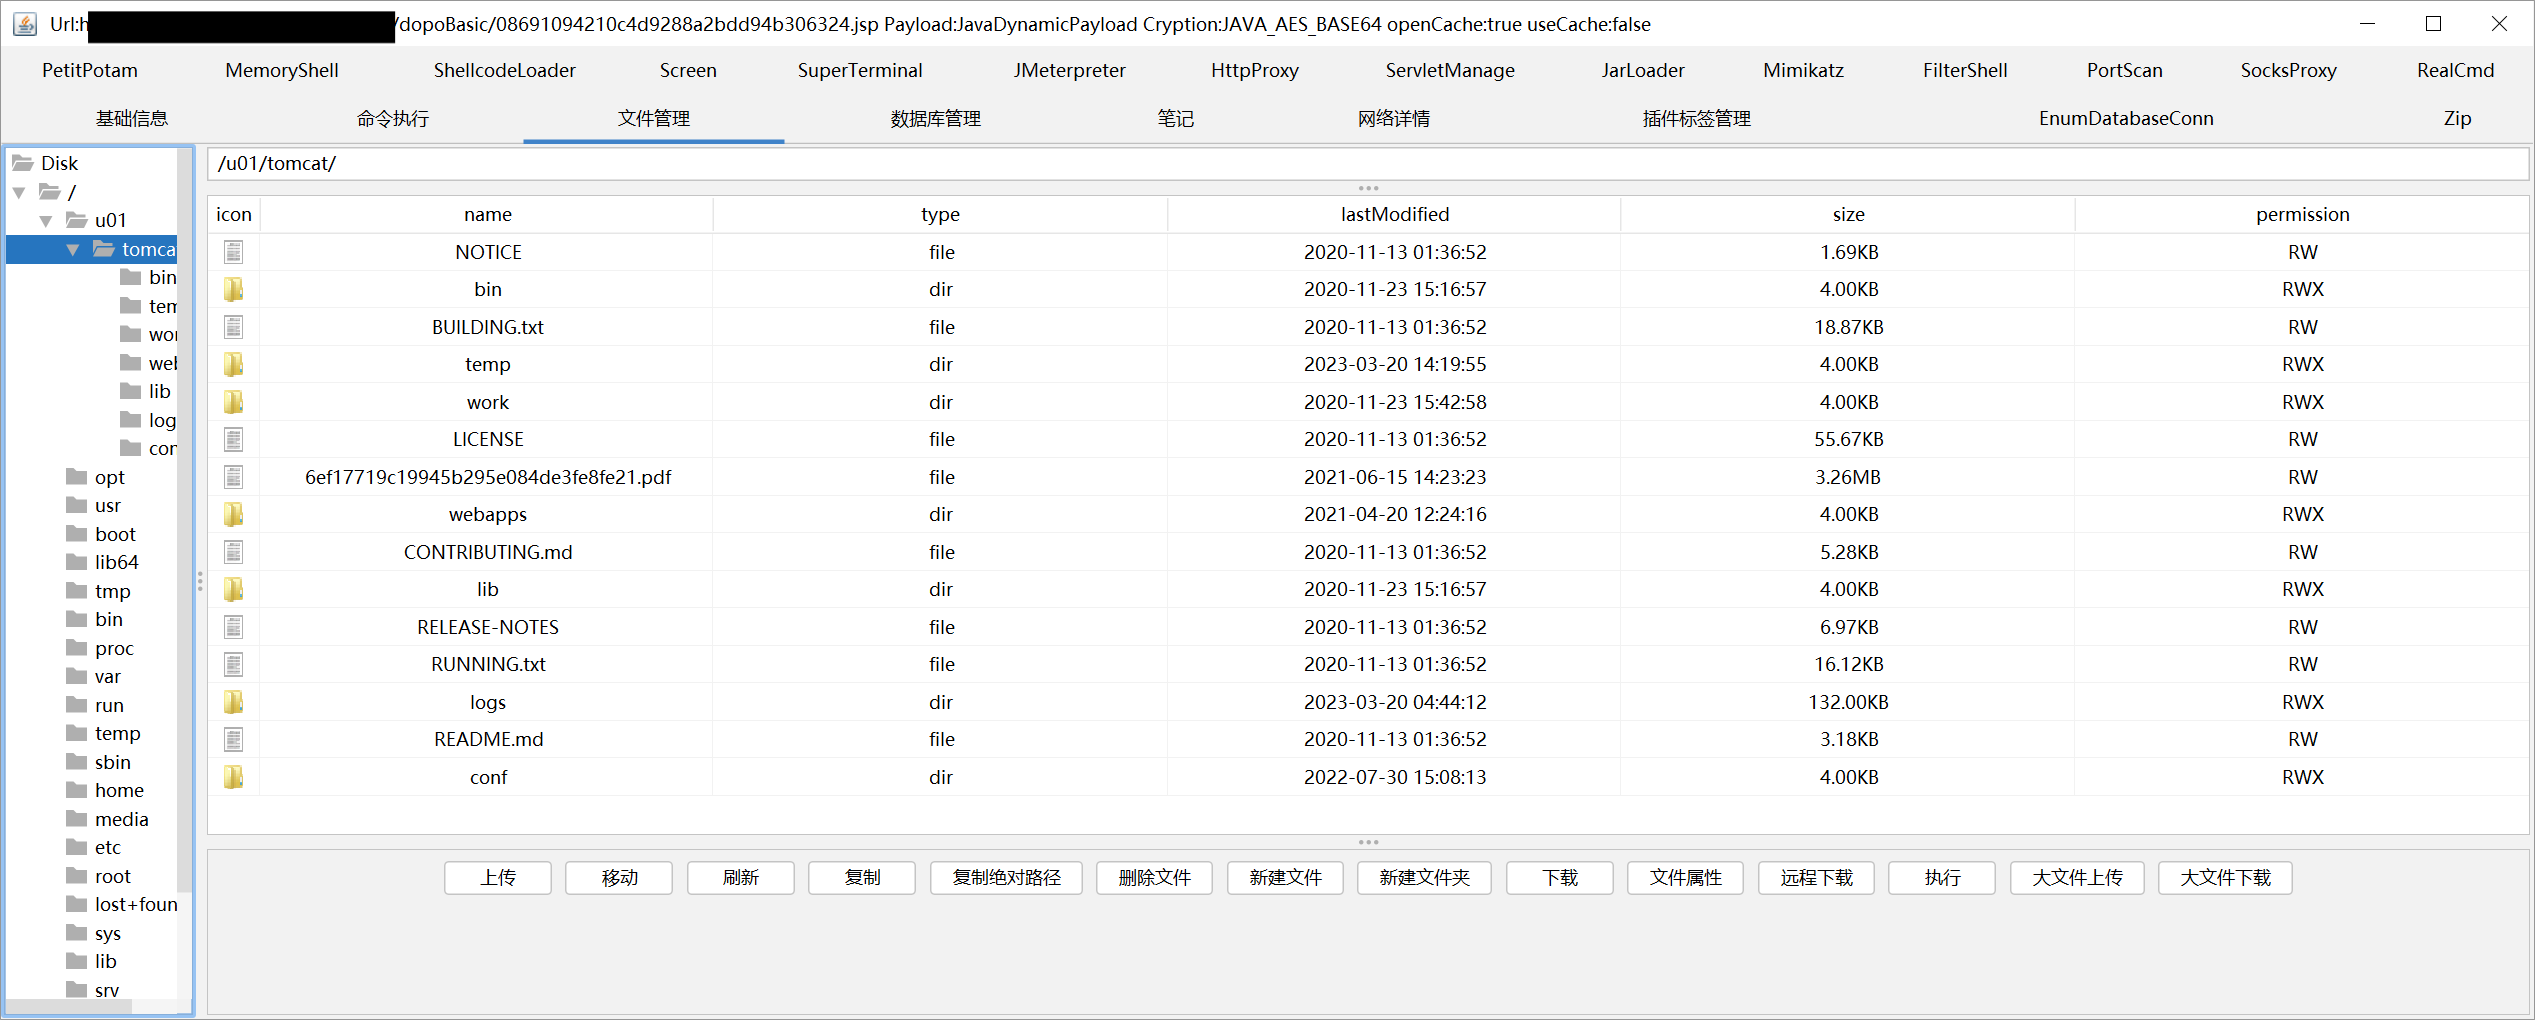 Url:h /dopoBasic/08691094210c4d9288a2bdd94b306324.jsp Payload:JavaDynamicPayload Cryption:JAVA_AES_BASE64 openCache:true useCache:false
PetitPotam MemoryShell ShellcodeLoader Screen SuperTerminal JMeterpreter HttpProxy ServletManage JarLoader Mimikatz FilterShell PortScan SocksProxy RealCmd
基础信息 命令执行 文件管理 数据库管理 笔记 网络详情 插件标签管理 EnumDatabaseConn Zip
Disk
/
u01
tomca
bin
tem
wor
web
lib
log
con
opt
usr
boot
lib64
tmp
bin
proc
var
run
temp
sbin
home
media
etc
root
lost+foun
sys
lib
srv
/u01/tomcat/
icon name type lastModified size permission
NOTICE file 2020-11-13 01:36:52 1.69KB RW
bin dir 2020-11-23 15:16:57 4.00KB RWX
BUILDING.txt file 2020-11-13 01:36:52 18.87KB RW
temp dir 2023-03-20 14:19:55 4.00KB RWX
work dir 2020-11-23 15:42:58 4.00KB RWX
LICENSE file 2020-11-13 01:36:52 55.67KB RW
6ef17719c19945b295e084de3fe8fe21.pdf file 2021-06-15 14:23:23 3.26MB RW
webapps dir 2021-04-20 12:24:16 4.00KB RWX
CONTRIBUTING.md file 2020-11-13 01:36:52 5.28KB RW
lib dir 2020-11-23 15:16:57 4.00KB RWX
RELEASE-NOTES file 2020-11-13 01:36:52 6.97KB RW
RUNNING.txt file 2020-11-13 01:36:52 16.12KB RW
logs dir 2023-03-20 04:44:12 132.00KB RWX
README.md file 2020-11-13 01:36:52 3.18KB RW
conf dir 2022-07-30 15:08:13 4.00KB RWX
上传 移动 刷新 复制 复制绝对路径 删除文件 新建文件 新建文件夹 下载 文件属性 远程下载 执行 大文件上传 大文件下载